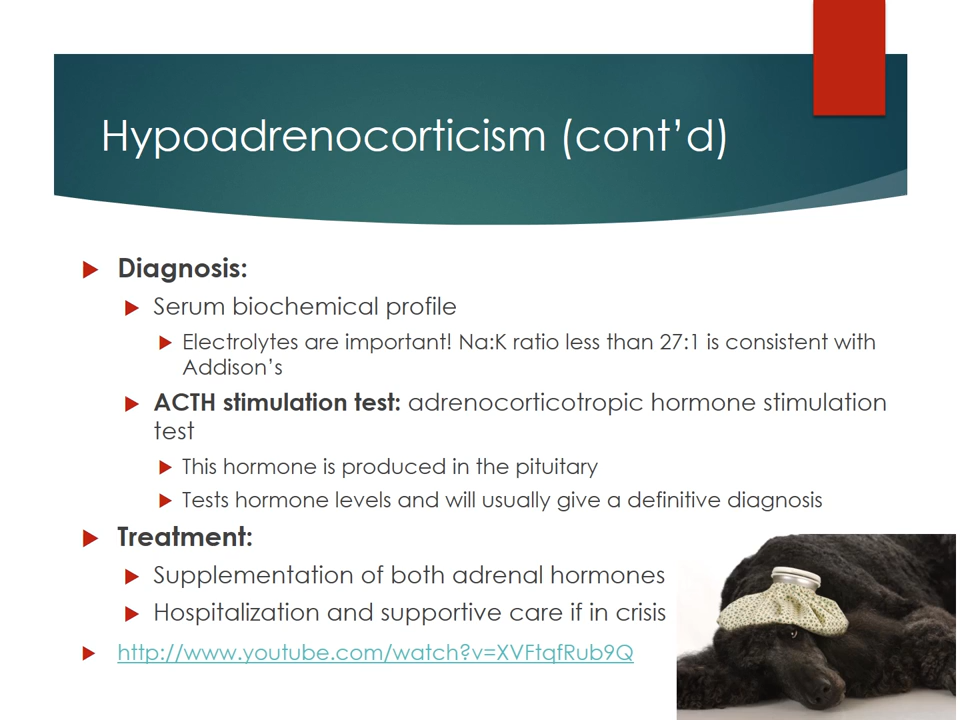 Hypoadrenocorticism (cont’d)
Diagnosis:
Serum biochemical profile
Electrolytes are important! Na:K ratio less than 27:1 is consistent with
Addison’s
ACTH stimulation test: adrenocorticotropic hormone stimulation
test
This hormone is produced in the pituitary
Tests hormone levels and will usually give a definitive diagnosis
Treatment:
Supplementation of both adrenal hormones
Hospitalization and supportive care if in crisis
http://www.youtube.com/watch?v=XVFtqfRub9Q